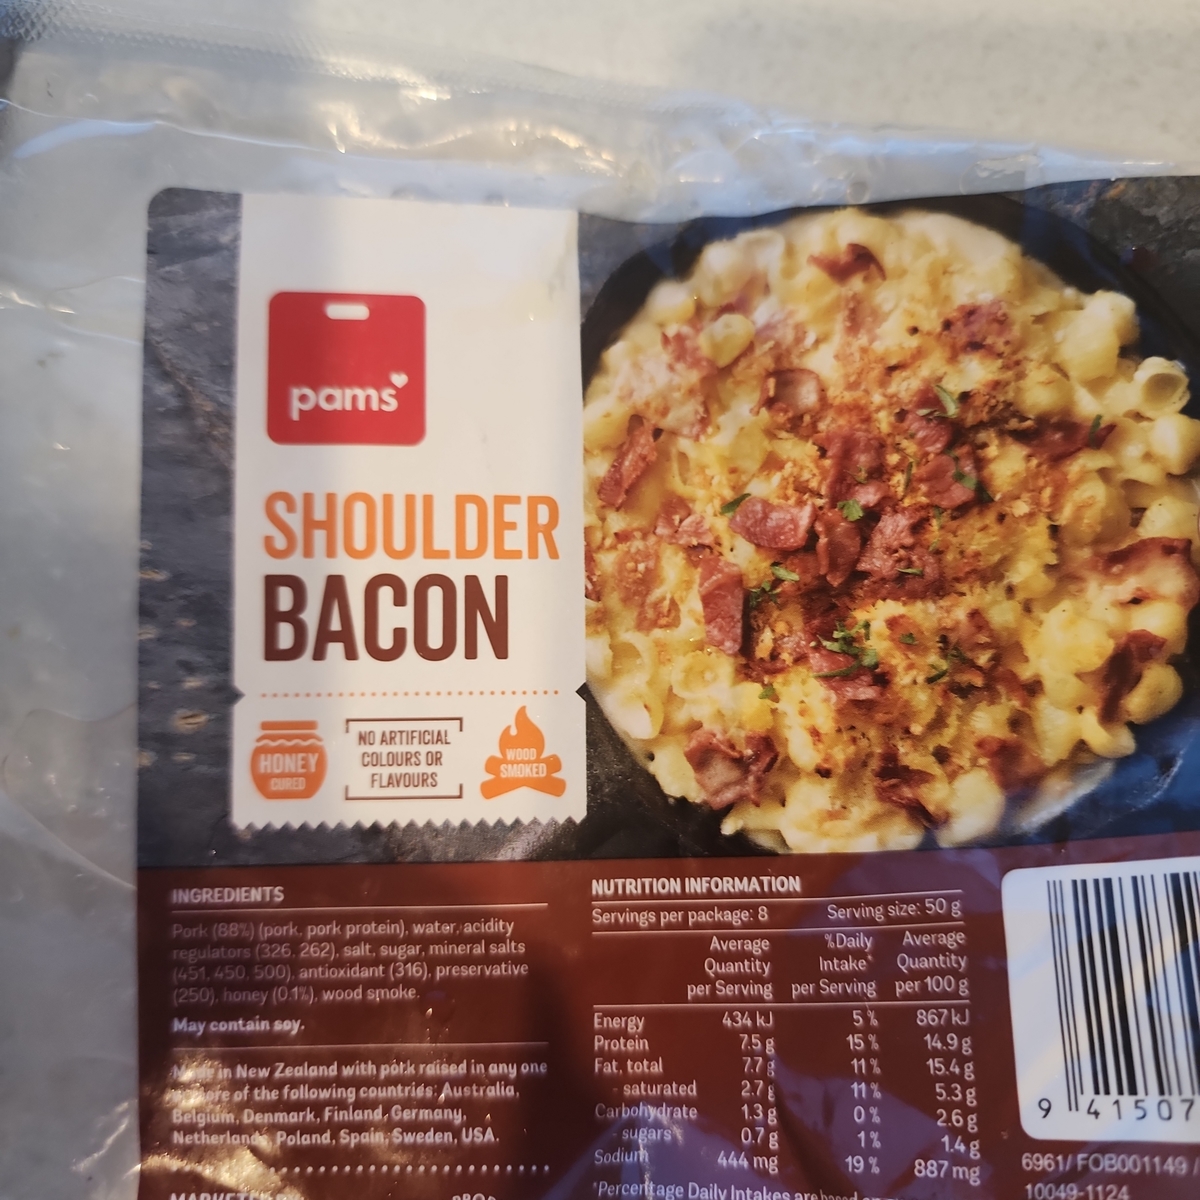 pams
SHOULDER
BACON
HONEY
CURED
NO ARTIFICIAL
COLOURS OR
FLAVOURS
WOOD
SMOKED
INGREDIENTS
Pork (88%) (pork, pork protein), water, acidity
regulators (326, 262), salt, sugar, mineral salts
(451, 450, 500), antioxidant (316), preservative
(250), honey (0.1%), wood smoke.
May contain soy.
Made in New Zealand with pork raised in any one
or more of the following countries: Australia,
Belgium, Denmark, Finland, Germany,
Netherlands, Poland, Spain, Sweden, USA.
NUTRITION INFORMATION
Servings per package: 8 Serving size: 50 g
Average %Daily Average
Quantity Intake* Quantity
per Serving per Serving per 100 g
Energy 434 kJ 5 % 867 kJ
Protein 7.5 g 15 % 14.9 g
Fat, total 7.7 g 11 % 15.4 g
- saturated 2.7 g 11 % 5.3 g
Carbohydrate 1.3 g 0 % 2.6 g
- sugars 0.7 g 1 % 1.4 g
Sodium 444 mg 19 % 887 mg
*Percentage Daily Intakes are based
9 41507
6961/ FOB001149 /
10049-1124